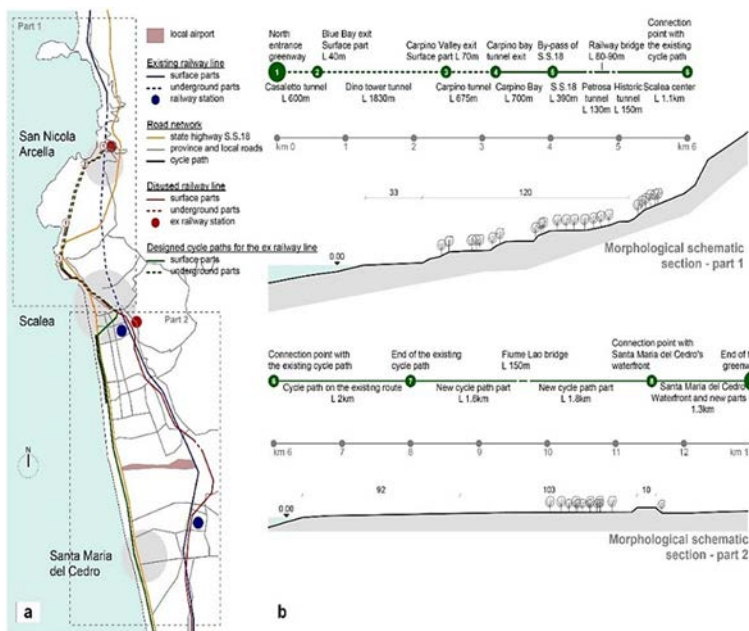 Part 1
local airport
Existing railway line
surface parts
underground parts
railway station
Road network
state highway S.S.18
province and local roads
cycle path
Disused railway line
surface parts
underground parts
ex railway station
Designed cycle paths for the ex railway line
surface parts
underground parts
San Nicola
Arcella
Scalea
Part 2
N
Santa Maria
del Cedro
a
North
entrance
greenway
Blue Bay exit
Surface part
L 40m
Carpino Valley exit
Surface part L 70m
Carpino bay
tunnel exit
By-pass of
S.S.18
Railway bridge
L 80-90m
Connection
point with
the existing
cycle path
1
2
3
4
5
6
Casaletto tunnel
L 600m
Dino tower tunnel
L 1830m
Carpino tunnel
L 675m
Carpino Bay
L 700m
S.S.18
L 390m
Petrosa
tunnel
L 130m
Historic
tunnel
L 150m
Scalea center
L 1.1km
km 0
1
2
3
4
5
km 6
33
120
0.00
Morphological schematic
section - part 1
Connection point with
the existing cycle path
End of the existing
cycle path
Fiume Lao bridge
L 150m
Connection point with
Santa Maria del Cedro's
waterfront
End of t
greenw
6
7
8
Cycle path on the existing route
L 2km
New cycle path part
L 1.6km
New cycle path part
L 1.8km
Santa Maria del Cedro
Waterfront and new parts
1.3km
km 6
7
8
9
10
11
12
km 1
92
103
10
0.00
Morphological schematic
section - part 2
b